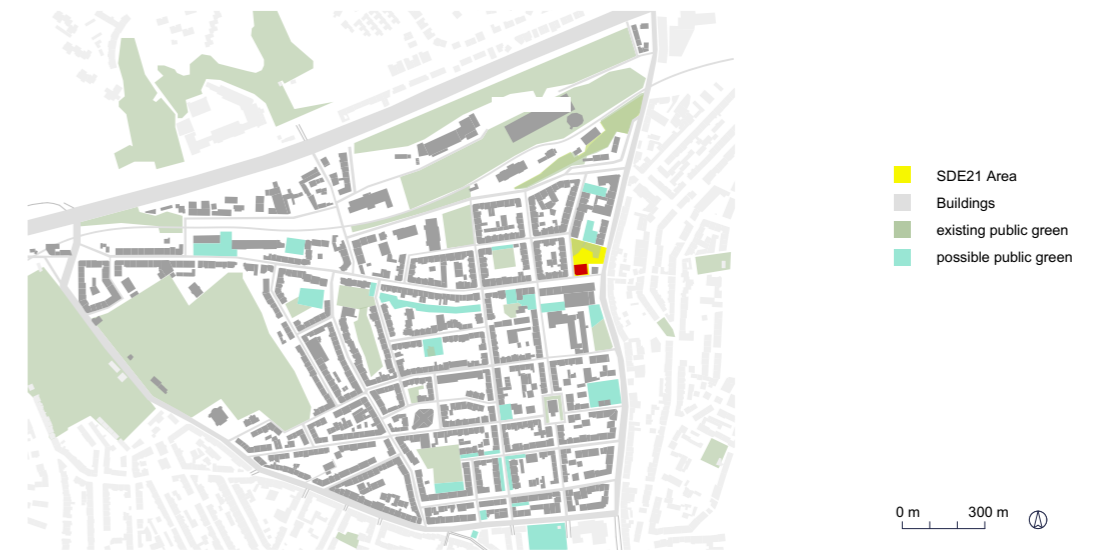 SDE21 Area
Buildings
existing public green
possible public green
0 m 300 m